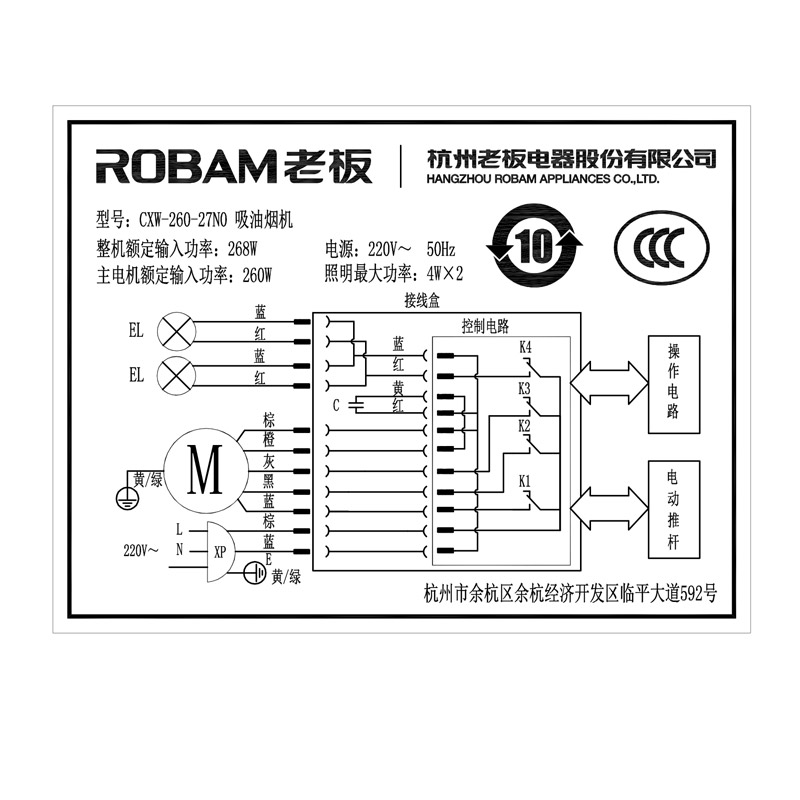 ROBAM老板
杭州老板电器股份有限公司
HANGZHOU ROBAM APPLIANCES CO.,LTD.
型号：CXW-260-27N0 吸油烟机
整机额定输入功率：268W
电源：220V～ 50Hz
主电机额定输入功率：260W
照明最大功率：4W×2
10
CCC
接线盒
控制电路
EL
蓝
红
EL
蓝
红
蓝
红
黄
C
红
K4
K3
K2
K1
操作电路
电动推杆
M
棕
橙
灰
黑
蓝
黄/绿
220V～
L
N
XP
棕
蓝
E
黄/绿
杭州市余杭区余杭经济开发区临平大道592号